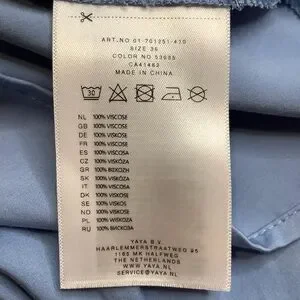 ART.NO 01-701251-410
SIZE 36
COLOR NO 53035
CA41463
MADE IN CHINA
30
NL 100% VISCOSE
GB 100% VISCOSE
DE 100% VISCOSE
FR 100% VISCOSE
ES 100% VISCOSA
CZ 100% VISKÓZA
GR 100% ΒΙΣΚΟΖΗ
SK 100% VISKÓZA
IT 100% VISCOSA
DK 100% VISKOSE
SE 100% VISKOS
NO 100% VISKOSE
PL 100% WISKOZA
RU 100% ВИСКОЗА
YAYA B.V.
HAARLEMMERSTRAATWEG 95
1165 MK HALFWEG
THE NETHERLANDS
WWW.YAYA.NL
SERVICE@YAYA.NL